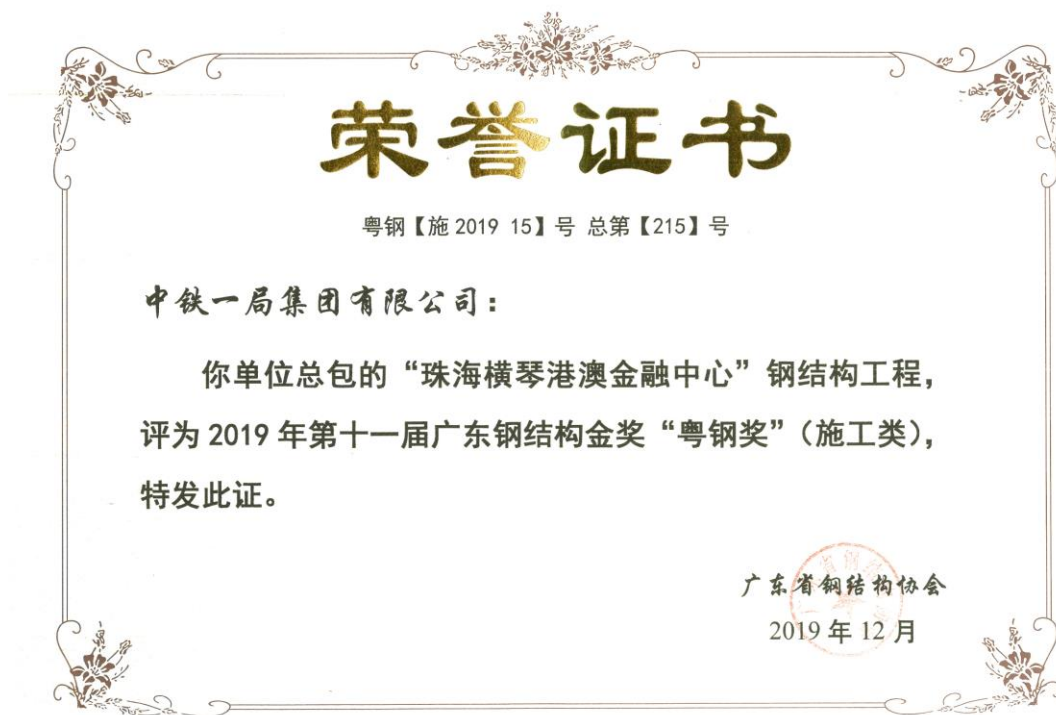 荣誉证书
粤钢【施 2019 15】号 总第【215】号
中铁一局集团有限公司：
你单位总包的“珠海横琴港澳金融中心”钢结构工程，
评为 2019 年第十一届广东钢结构金奖“粤钢奖”（施工类），
特发此证。
广东省钢结构协会
2019 年 12 月